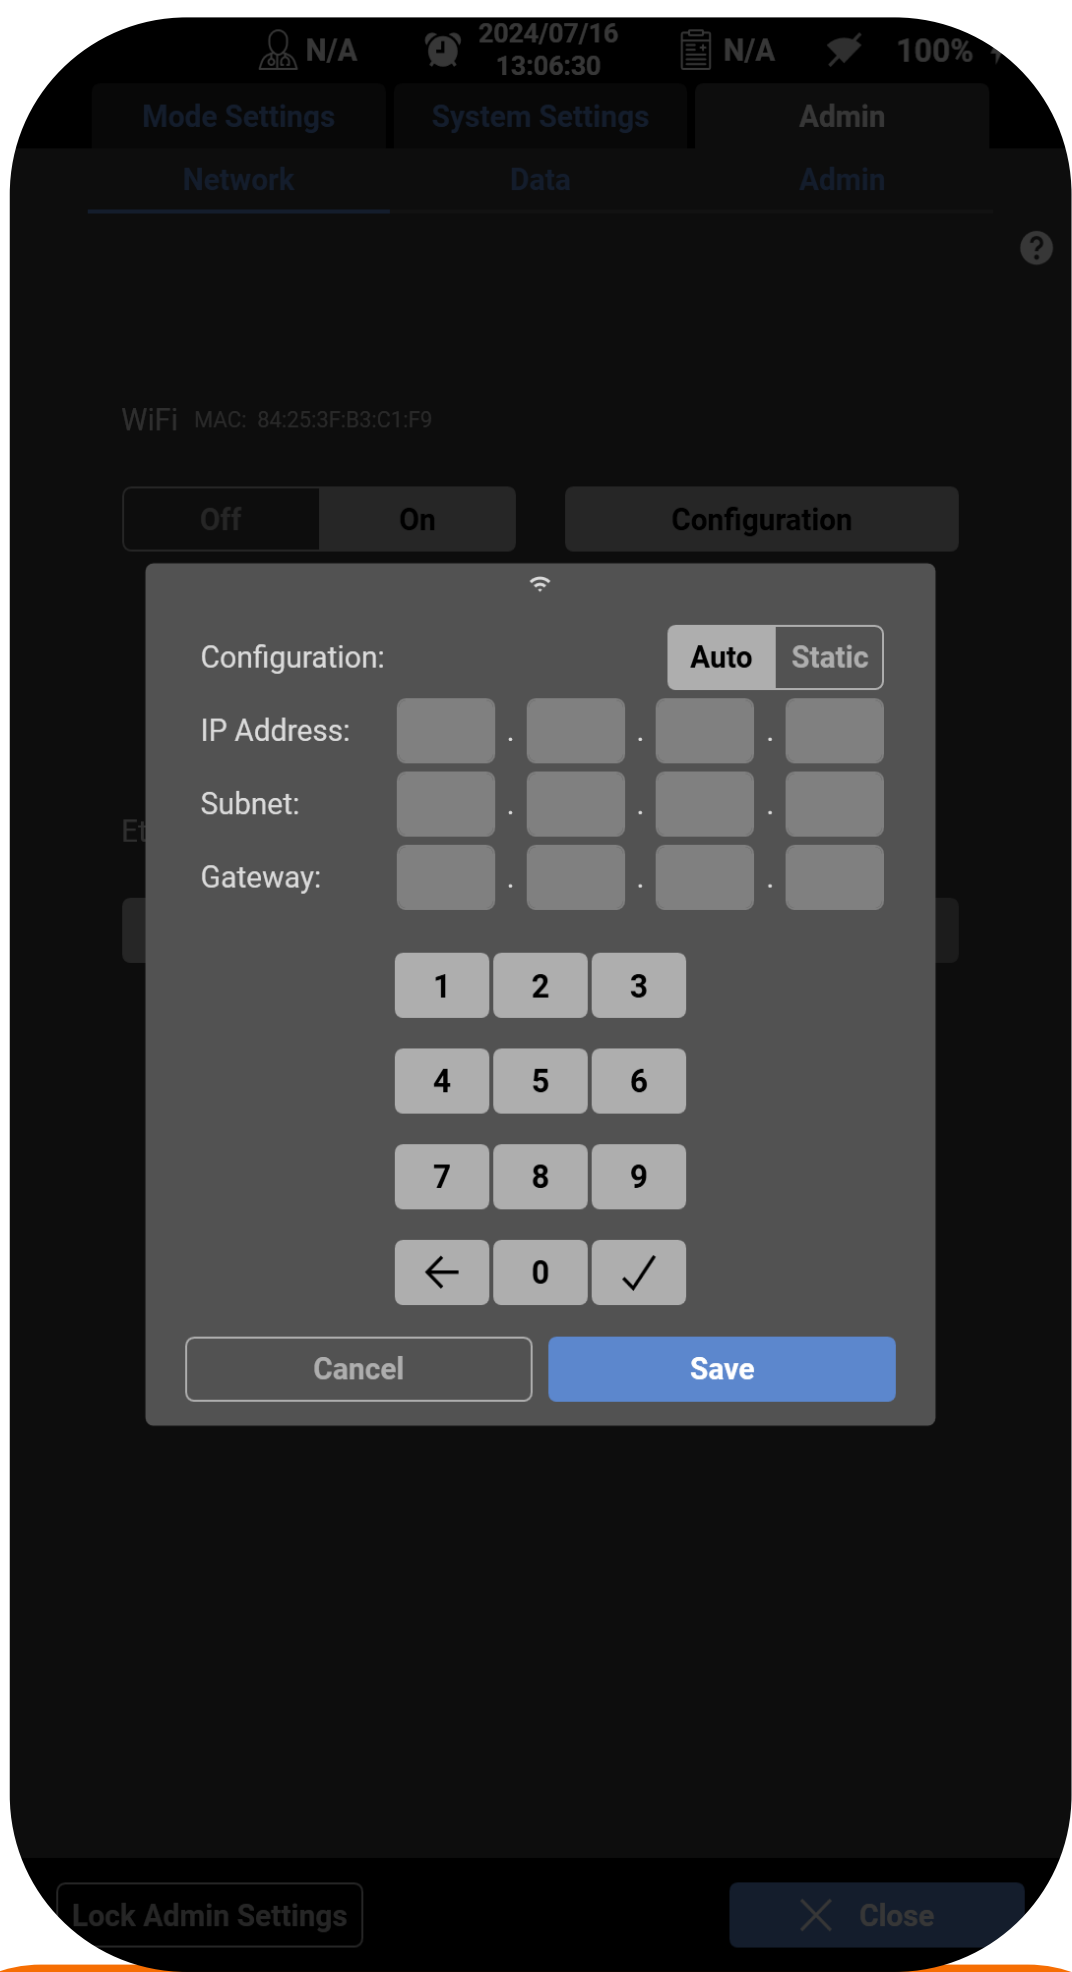 N/A 2024/07/16 N/A 100%
13:06:30
Mode Settings System Settings Admin
Network Data Admin
?
WiFi MAC: 84:25:3F:B3:C1:F9
Off On Configuration
Configuration: Auto Static
IP Address: . . .
Subnet: . . .
Et
Gateway: . . .
1 2 3
4 5 6
7 8 9
0
Cancel Save
Lock Admin Settings Close